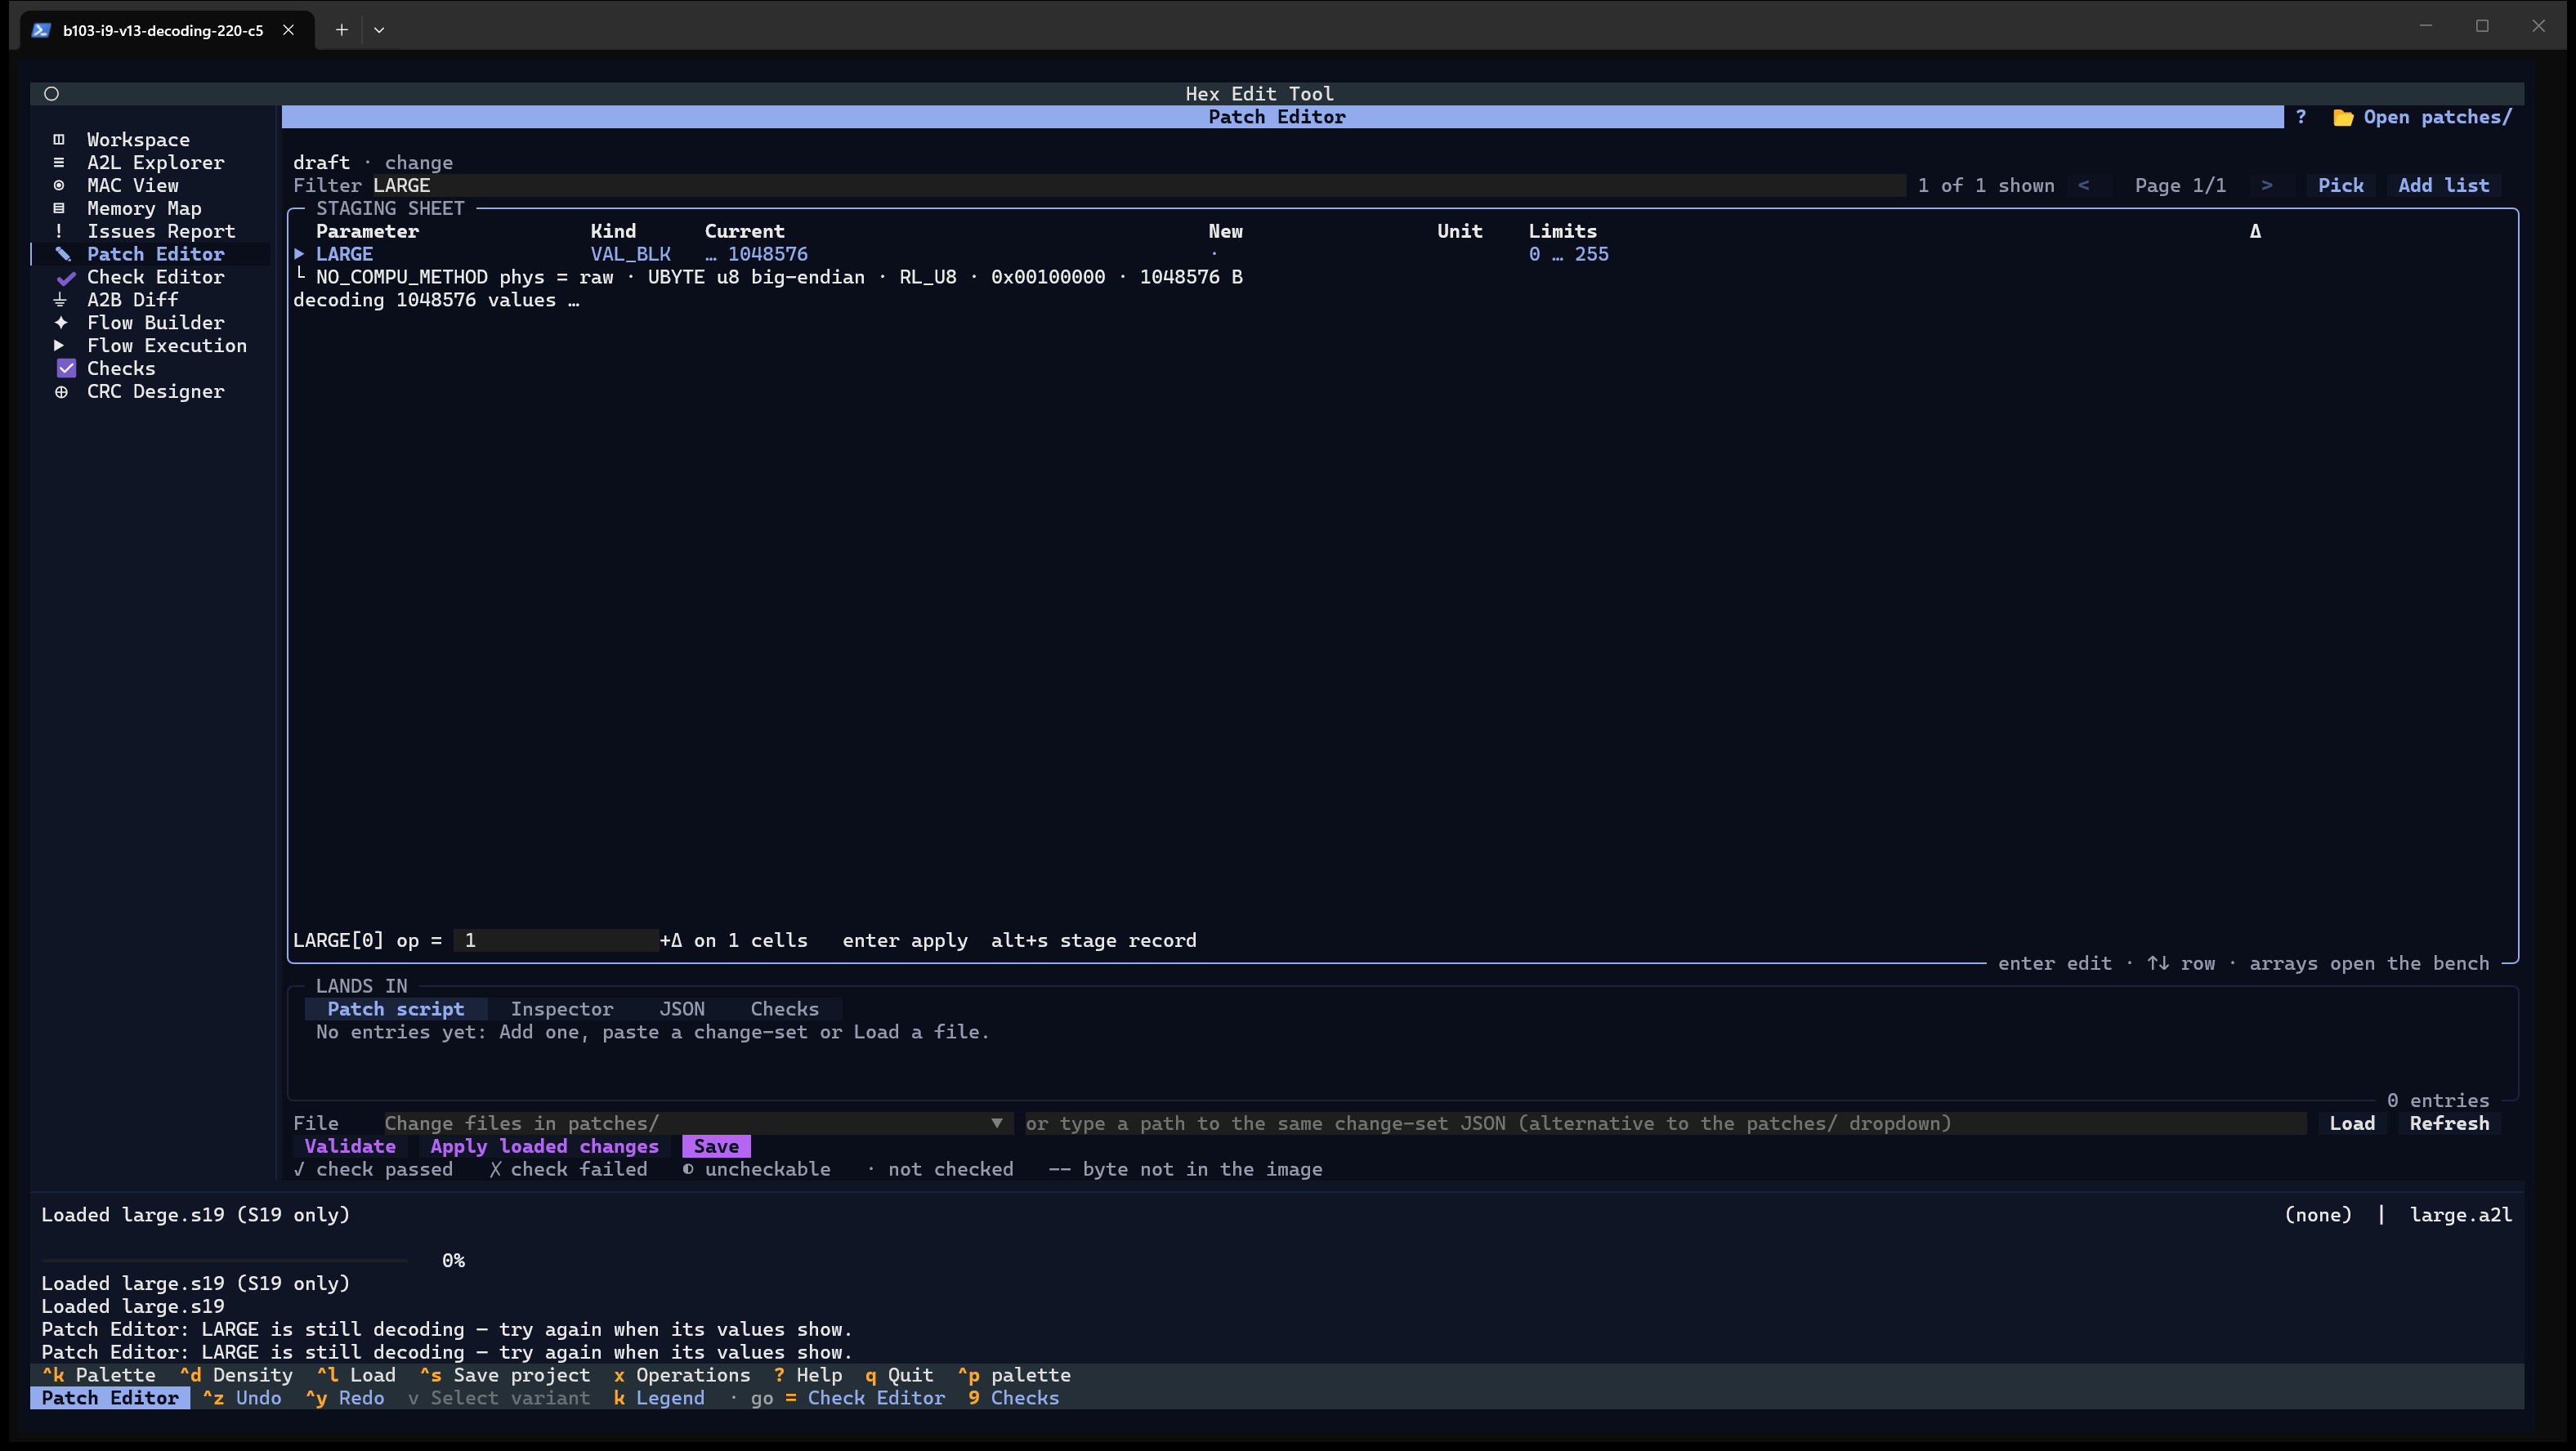 b103-i9-v13-decoding-220-c5
Hex Edit Tool
Patch Editor ? Open patches/
Workspace
A2L Explorer
MAC View
Memory Map
! Issues Report
Patch Editor
Check Editor
A2B Diff
Flow Builder
Flow Execution
Checks
CRC Designer
draft · change
Filter LARGE 1 of 1 shown < Page 1/1 > Pick Add list
STAGING SHEET
Parameter Kind Current New Unit Limits Δ
▶ LARGE VAL_BLK … 1048576 · 0 … 255
└ NO_COMPU_METHOD phys = raw · UBYTE u8 big-endian · RL_U8 · 0x00100000 · 1048576 B
decoding 1048576 values …
LARGE[0] op = 1 +Δ on 1 cells enter apply alt+s stage record
enter edit · ↑↓ row · arrays open the bench
LANDS IN
Patch script Inspector JSON Checks
No entries yet: Add one, paste a change-set or Load a file.
0 entries
File Change files in patches/ ▼ or type a path to the same change-set JSON (alternative to the patches/ dropdown) Load Refresh
Validate Apply loaded changes Save
√ check passed ╳ check failed ◐ uncheckable · not checked -- byte not in the image
Loaded large.s19 (S19 only) (none) | large.a2l
0%
Loaded large.s19 (S19 only)
Loaded large.s19
Patch Editor: LARGE is still decoding — try again when its values show.
Patch Editor: LARGE is still decoding — try again when its values show.
^k Palette ^d Density ^l Load ^s Save project x Operations ? Help q Quit ^p palette
Patch Editor ^z Undo ^y Redo v Select variant k Legend · go = Check Editor 9 Checks